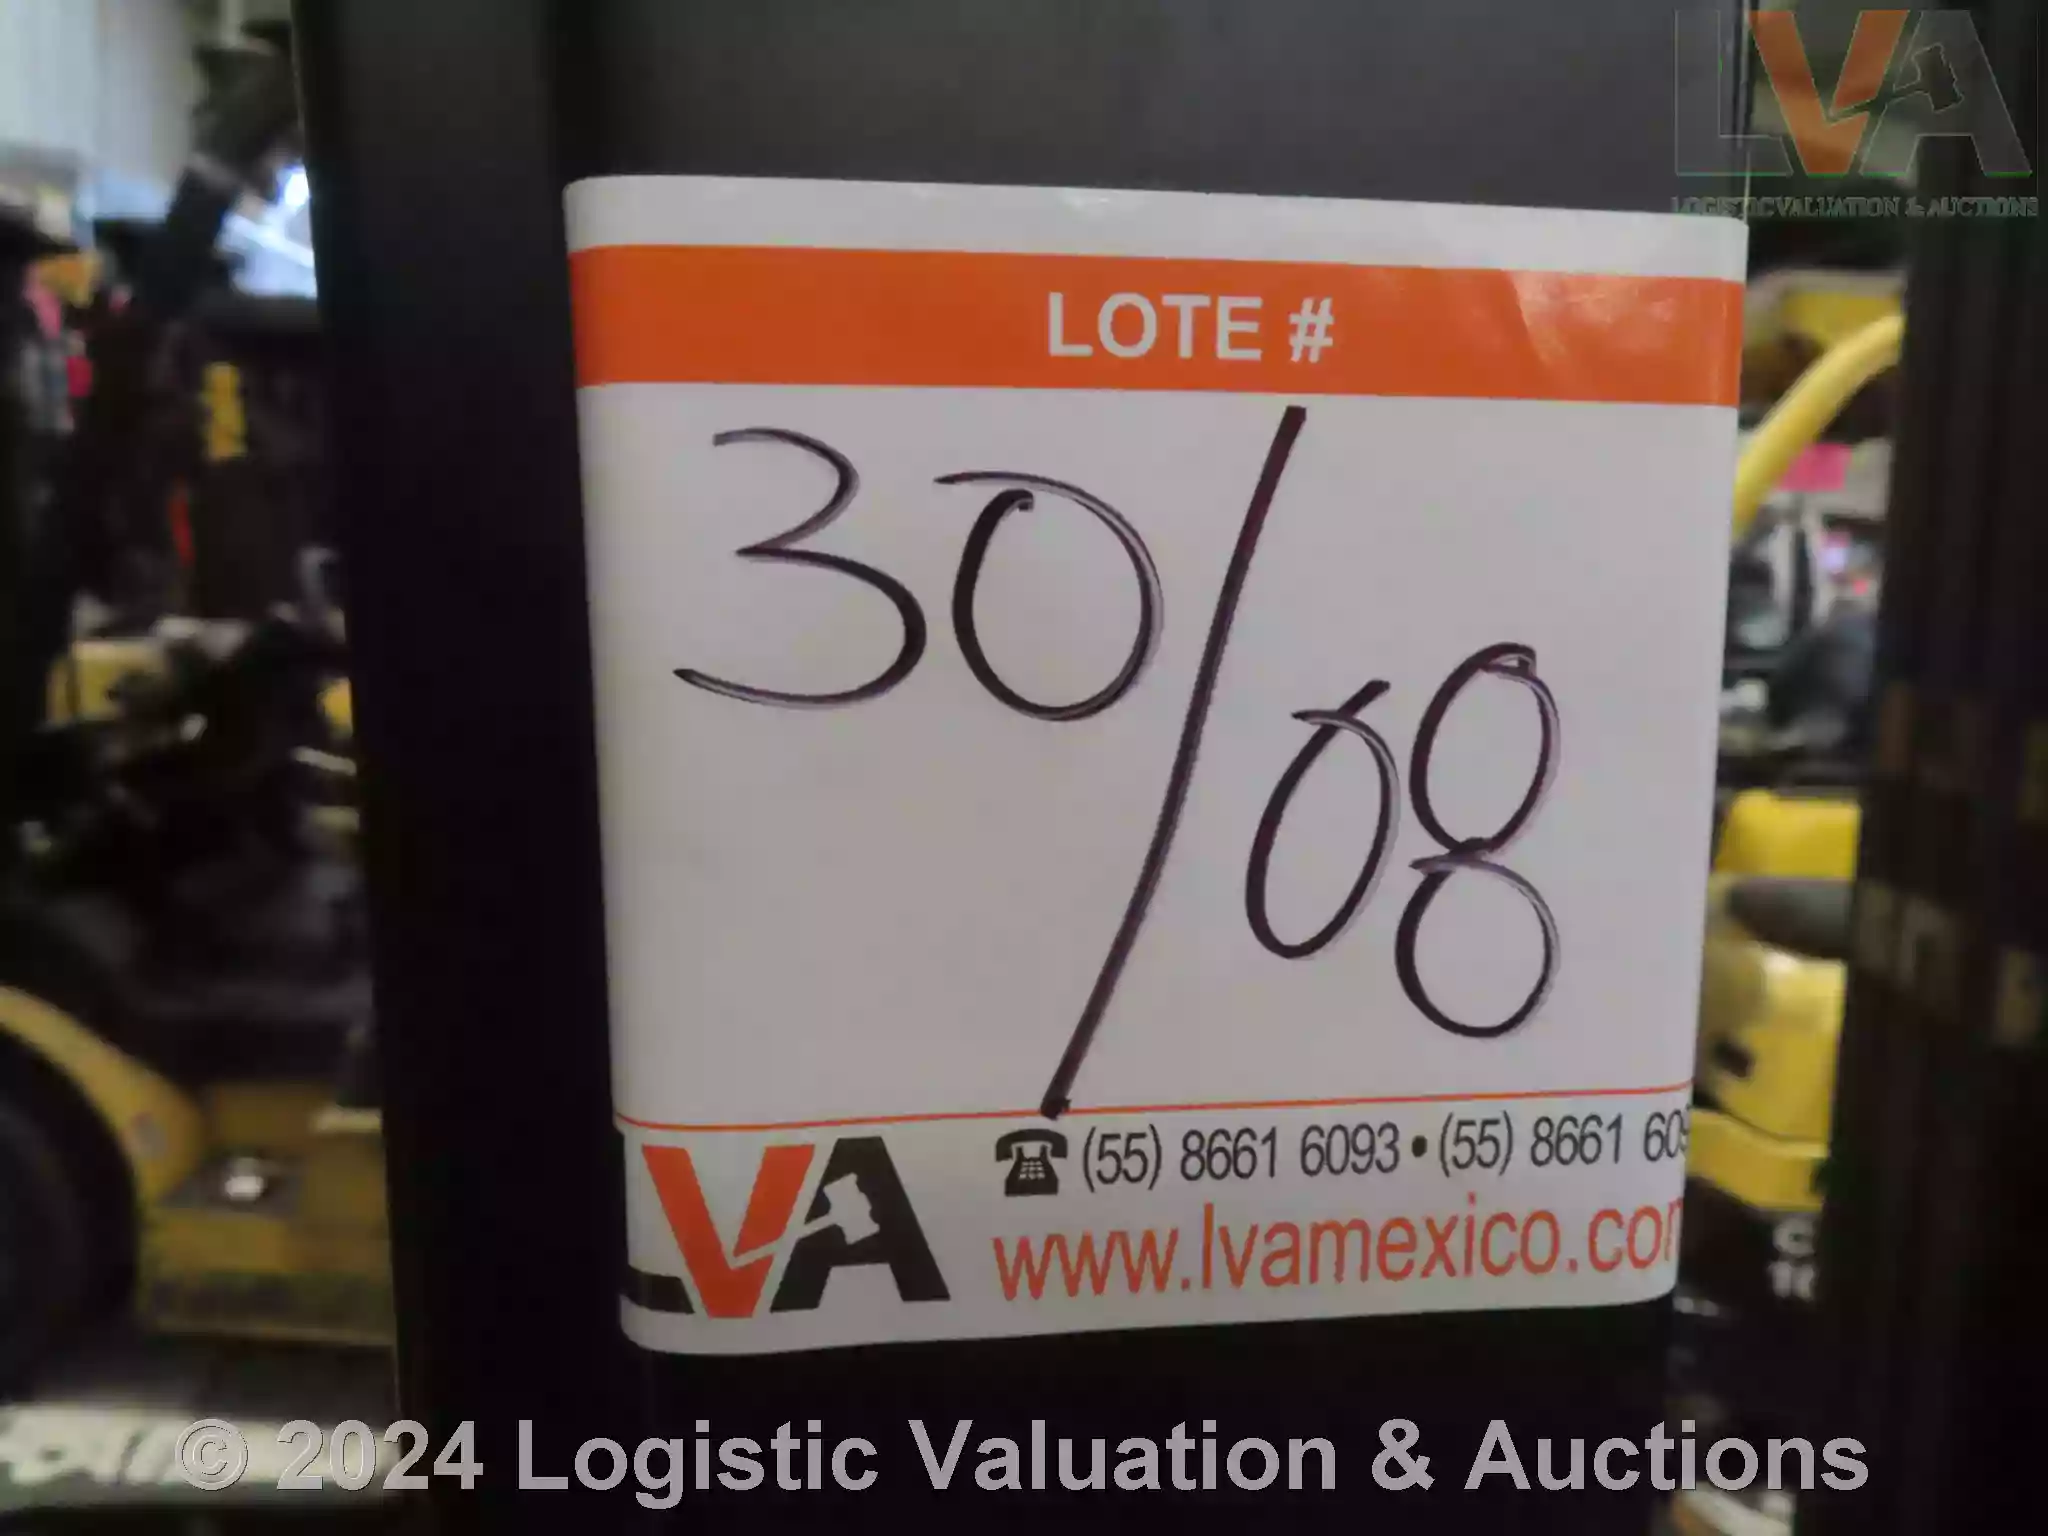 LVA
LOGISTIC VALUATION & AUCTIONS
LOTE #
30/08
LVA
(55) 8661 6093 • (55) 8661 609
www.lvamexico.com
© 2024 Logistic Valuation & Auctions